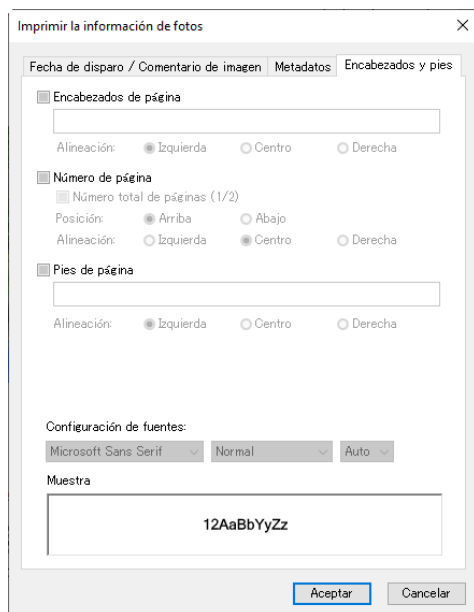 Imprimir la información de fotos
Fecha de disparo / Comentario de imagen Metadatos Encabezados y pies
Encabezados de página
Alineación: Izquierda Centro Derecha
Número de página
Número total de páginas (1/2)
Posición: Arriba Abajo
Alineación: Izquierda Centro Derecha
Pies de página
Alineación: Izquierda Centro Derecha
Configuración de fuentes:
Microsoft Sans Serif Normal Auto
Muestra
12AaBbYyZz
Aceptar Cancelar